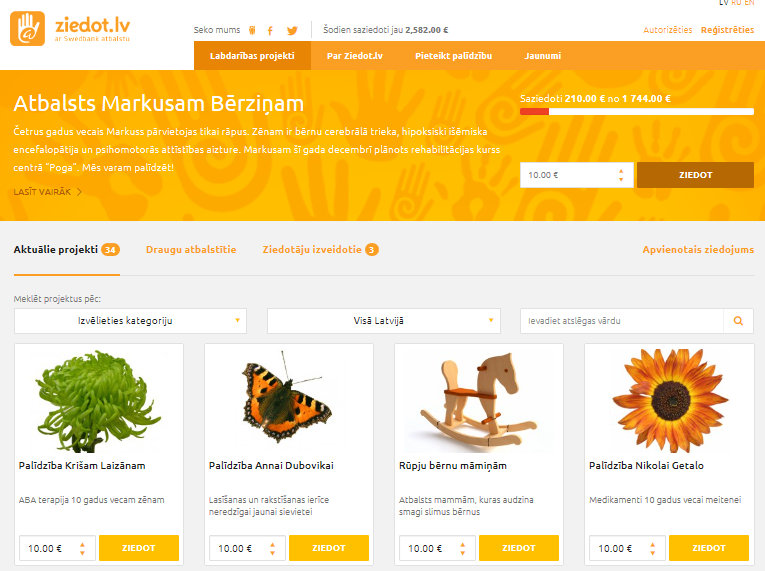 LV RU EN
ziedot.lv
ar Swedbank atbalstu
Seko mums
Šodien saziedoti jau 2,582.00 €
Autorizēties
Reģistrēties
Labdarības projekti
Par Ziedot.lv
Pieteikt palīdzību
Jaunumi
Atbalsts Markusam Bērziņam
Četrus gadus vecais Markuss pārvietojas tikai rāpus. Zēnam ir bērnu cerebrālā trieka, hipoksiski išēmiska
encefalopātija un psihomotorās attīstības aizture. Markusam šī gada decembrī plānots rehabilitācijas kurss
centrā "Poga". Mēs varam palīdzēt!
LASĪT VAIRĀK
Saziedoti 210.00 € no 1 744.00 €
10.00 €
ZIEDOT
Aktuālie projekti 34
Draugu atbalstītie
Ziedotāju izveidotie 3
Apvienotais ziedojums
Meklēt projektus pēc:
Izvēlieties kategoriju
Visā Latvijā
Ievadiet atslēgas vārdu
Palīdzība Krišam Laizānam
ABA terapija 10 gadus vecam zēnam
10.00 €
ZIEDOT
Palīdzība Annai Dubovikai
Lasīšanas un rakstīšanas ierīce
neredzīgai jaunai sievietei
10.00 €
ZIEDOT
Rūpju bērnu māmiņām
Atbalsts mammām, kuras audzina
smagi slimus bērnus
10.00 €
ZIEDOT
Palīdzība Nikolai Getalo
Medikamenti 10 gadus vecai meitenei
10.00 €
ZIEDOT